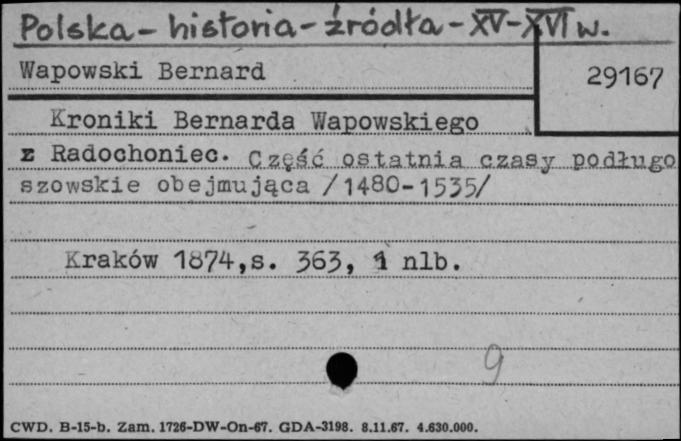 Polska - historia - źródła - XV-XVI w.
Wapowski Bernard
29167
Kroniki Bernarda Wapowskiego
z Radochoniec. Część ostatnia czasy podługo
szowskie obejmująca /1480-1535/
Kraków 1874,s. 363, 1 nlb.
9
CWD. B-15-b. Zam. 1726-DW-On-67. GDA-3198. 8.11.67. 4.630.000.